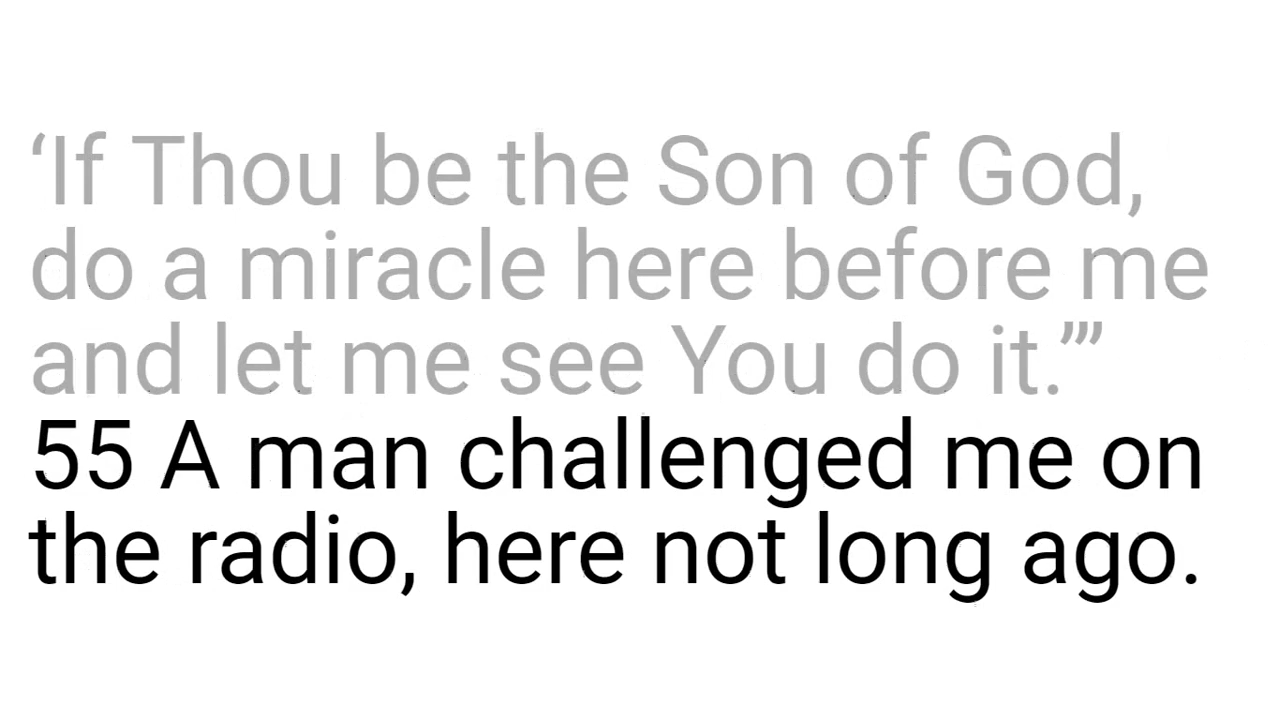 ‘If Thou be the Son of God,
do a miracle here before me
and let me see You do it.’”
55 A man challenged me on
the radio, here not long ago.